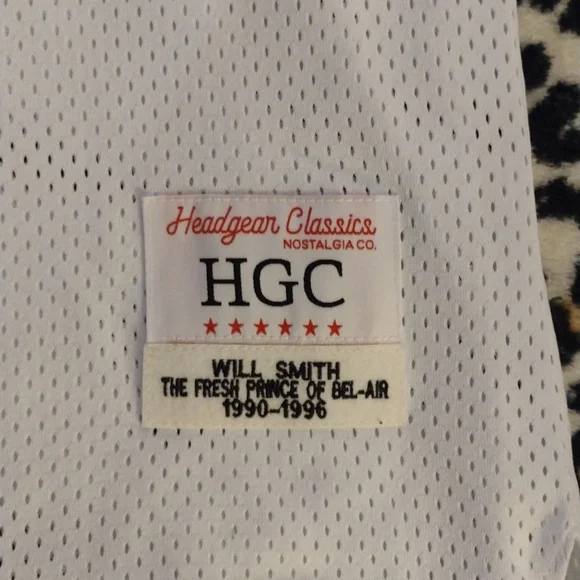 Headgear Classics
NOSTALGIA CO.
HGC
WILL SMITH
THE FRESH PRINCE OF BEL-AIR
1990-1996